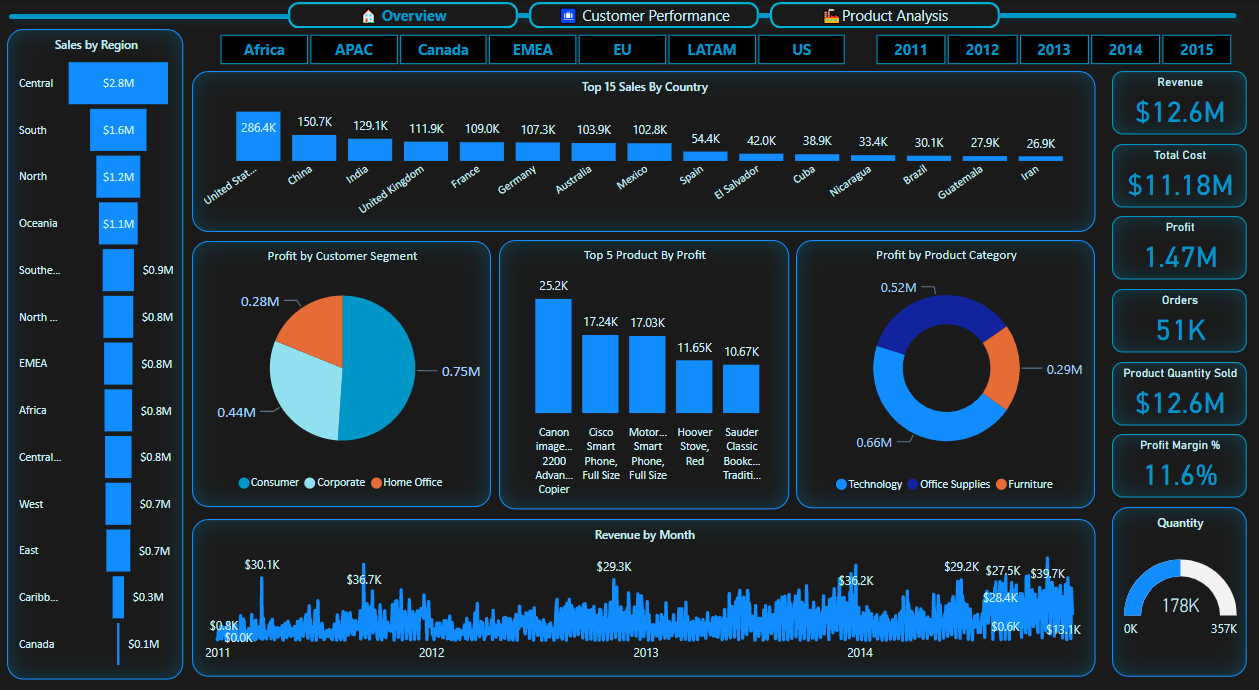 Overview
Customer Performance
Product Analysis
Africa
APAC
Canada
EMEA
EU
LATAM
US
2011
2012
2013
2014
2015
Sales by Region
Central
$2.8M
South
$1.6M
North
$1.2M
Oceania
$1.1M
Southe...
$0.9M
North ...
$0.8M
EMEA
$0.8M
Africa
$0.8M
Central...
$0.8M
West
$0.7M
East
$0.7M
Caribb...
$0.3M
Canada
$0.1M
Top 15 Sales By Country
286.4K
150.7K
129.1K
111.9K
109.0K
107.3K
103.9K
102.8K
54.4K
42.0K
38.9K
33.4K
30.1K
27.9K
26.9K
United Stat...
China
India
United Kingdom
France
Germany
Australia
Mexico
Spain
El Salvador
Cuba
Nicaragua
Brazil
Guatemala
Iran
Profit by Customer Segment
0.28M
0.75M
0.44M
Consumer
Corporate
Home Office
Top 5 Product By Profit
25.2K
17.24K
17.03K
11.65K
10.67K
Canon
image...
2200
Advan...
Copier
Cisco
Smart
Phone,
Full Size
Motor...
Smart
Phone,
Full Size
Hoover
Stove,
Red
Sauder
Classic
Bookc...
Traditi...
Profit by Product Category
0.52M
0.29M
0.66M
Technology
Office Supplies
Furniture
Revenue by Month
$0.8K
$0.0K
$30.1K
$36.7K
$29.3K
$36.2K
$29.2K
$27.5K
$28.4K
$0.6K
$39.7K
$13.1K
2011
2012
2013
2014
Revenue
$12.6M
Total Cost
$11.18M
Profit
1.47M
Orders
51K
Product Quantity Sold
$12.6M
Profit Margin %
11.6%
Quantity
178K
0K
357K